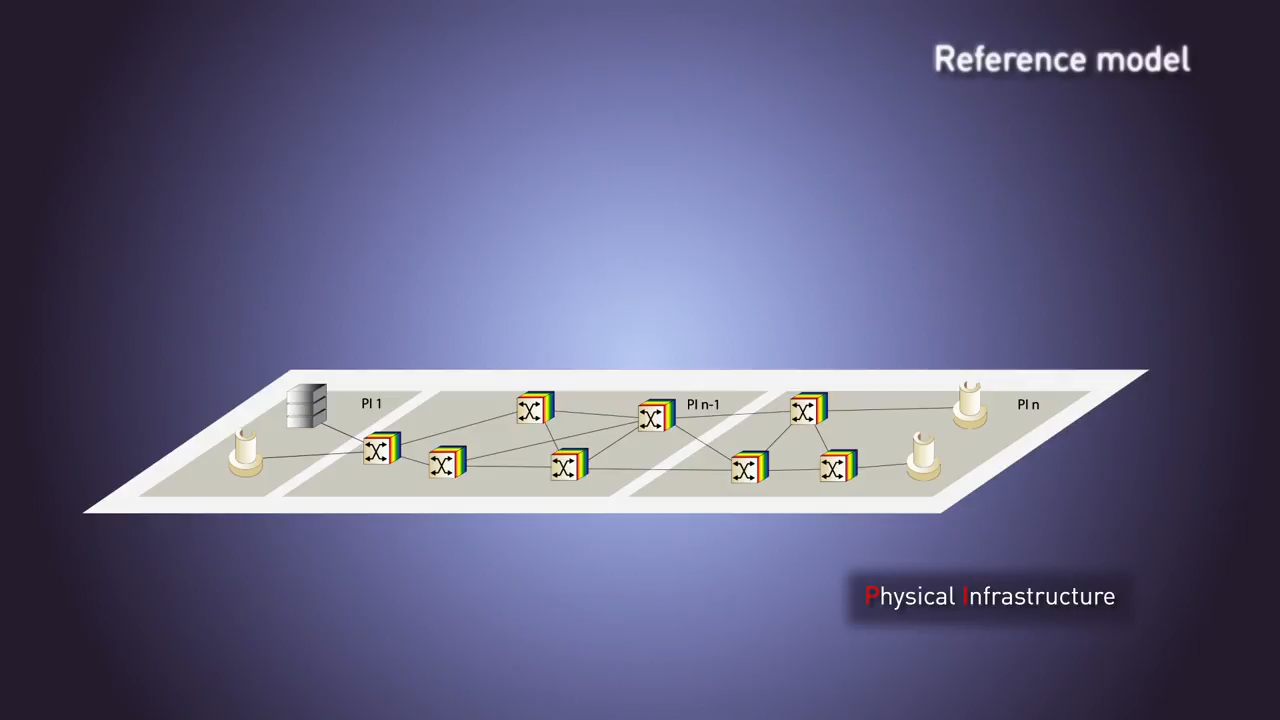 Reference model
PI 1
PI n-1
PI n
Physical Infrastructure